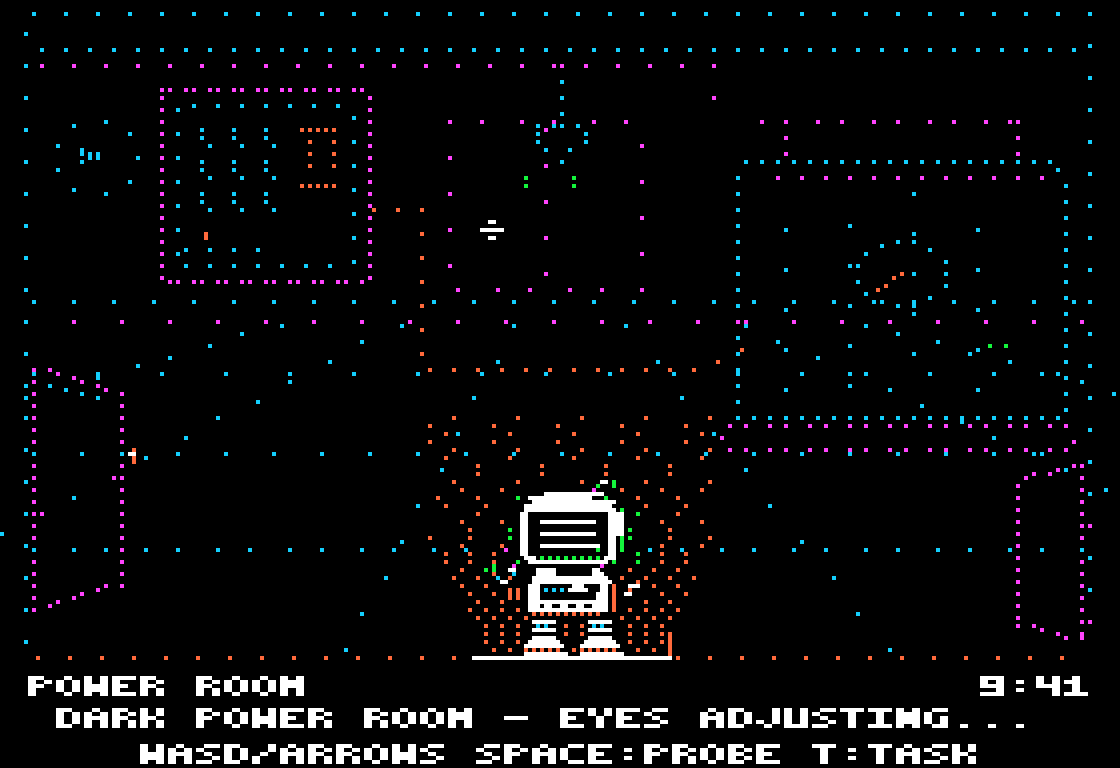 POWER ROOM 9:41
DARK POWER ROOM - EYES ADJUSTING...
WASD/ARROWS SPACE:PROBE T:TASK